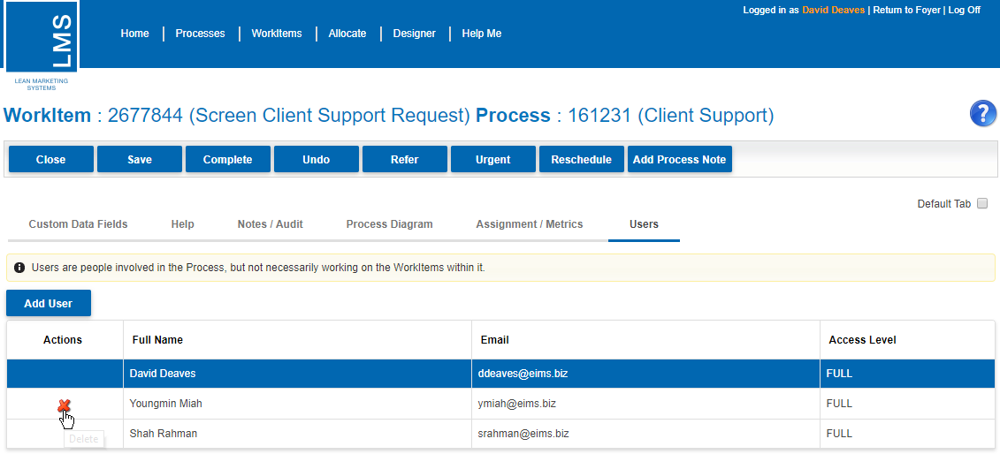 Logged in as David Deaves | Return to Foyer | Log Off
LMS
Home Processes WorkItems Allocate Designer Help Me
LEAN MARKETING
SYSTEMS
WorkItem : 2677844 (Screen Client Support Request) Process : 161231 (Client Support)
?
Close Save Complete Undo Refer Urgent Reschedule Add Process Note
Default Tab
Custom Data Fields Help Notes / Audit Process Diagram Assignment / Metrics Users
Users are people involved in the Process, but not necessarily working on the WorkItems within it.
Add User
Actions Full Name Email Access Level
David Deaves ddeaves@eims.biz FULL
Youngmin Miah ymiah@eims.biz FULL
Shah Rahman srahman@eims.biz FULL
Delete